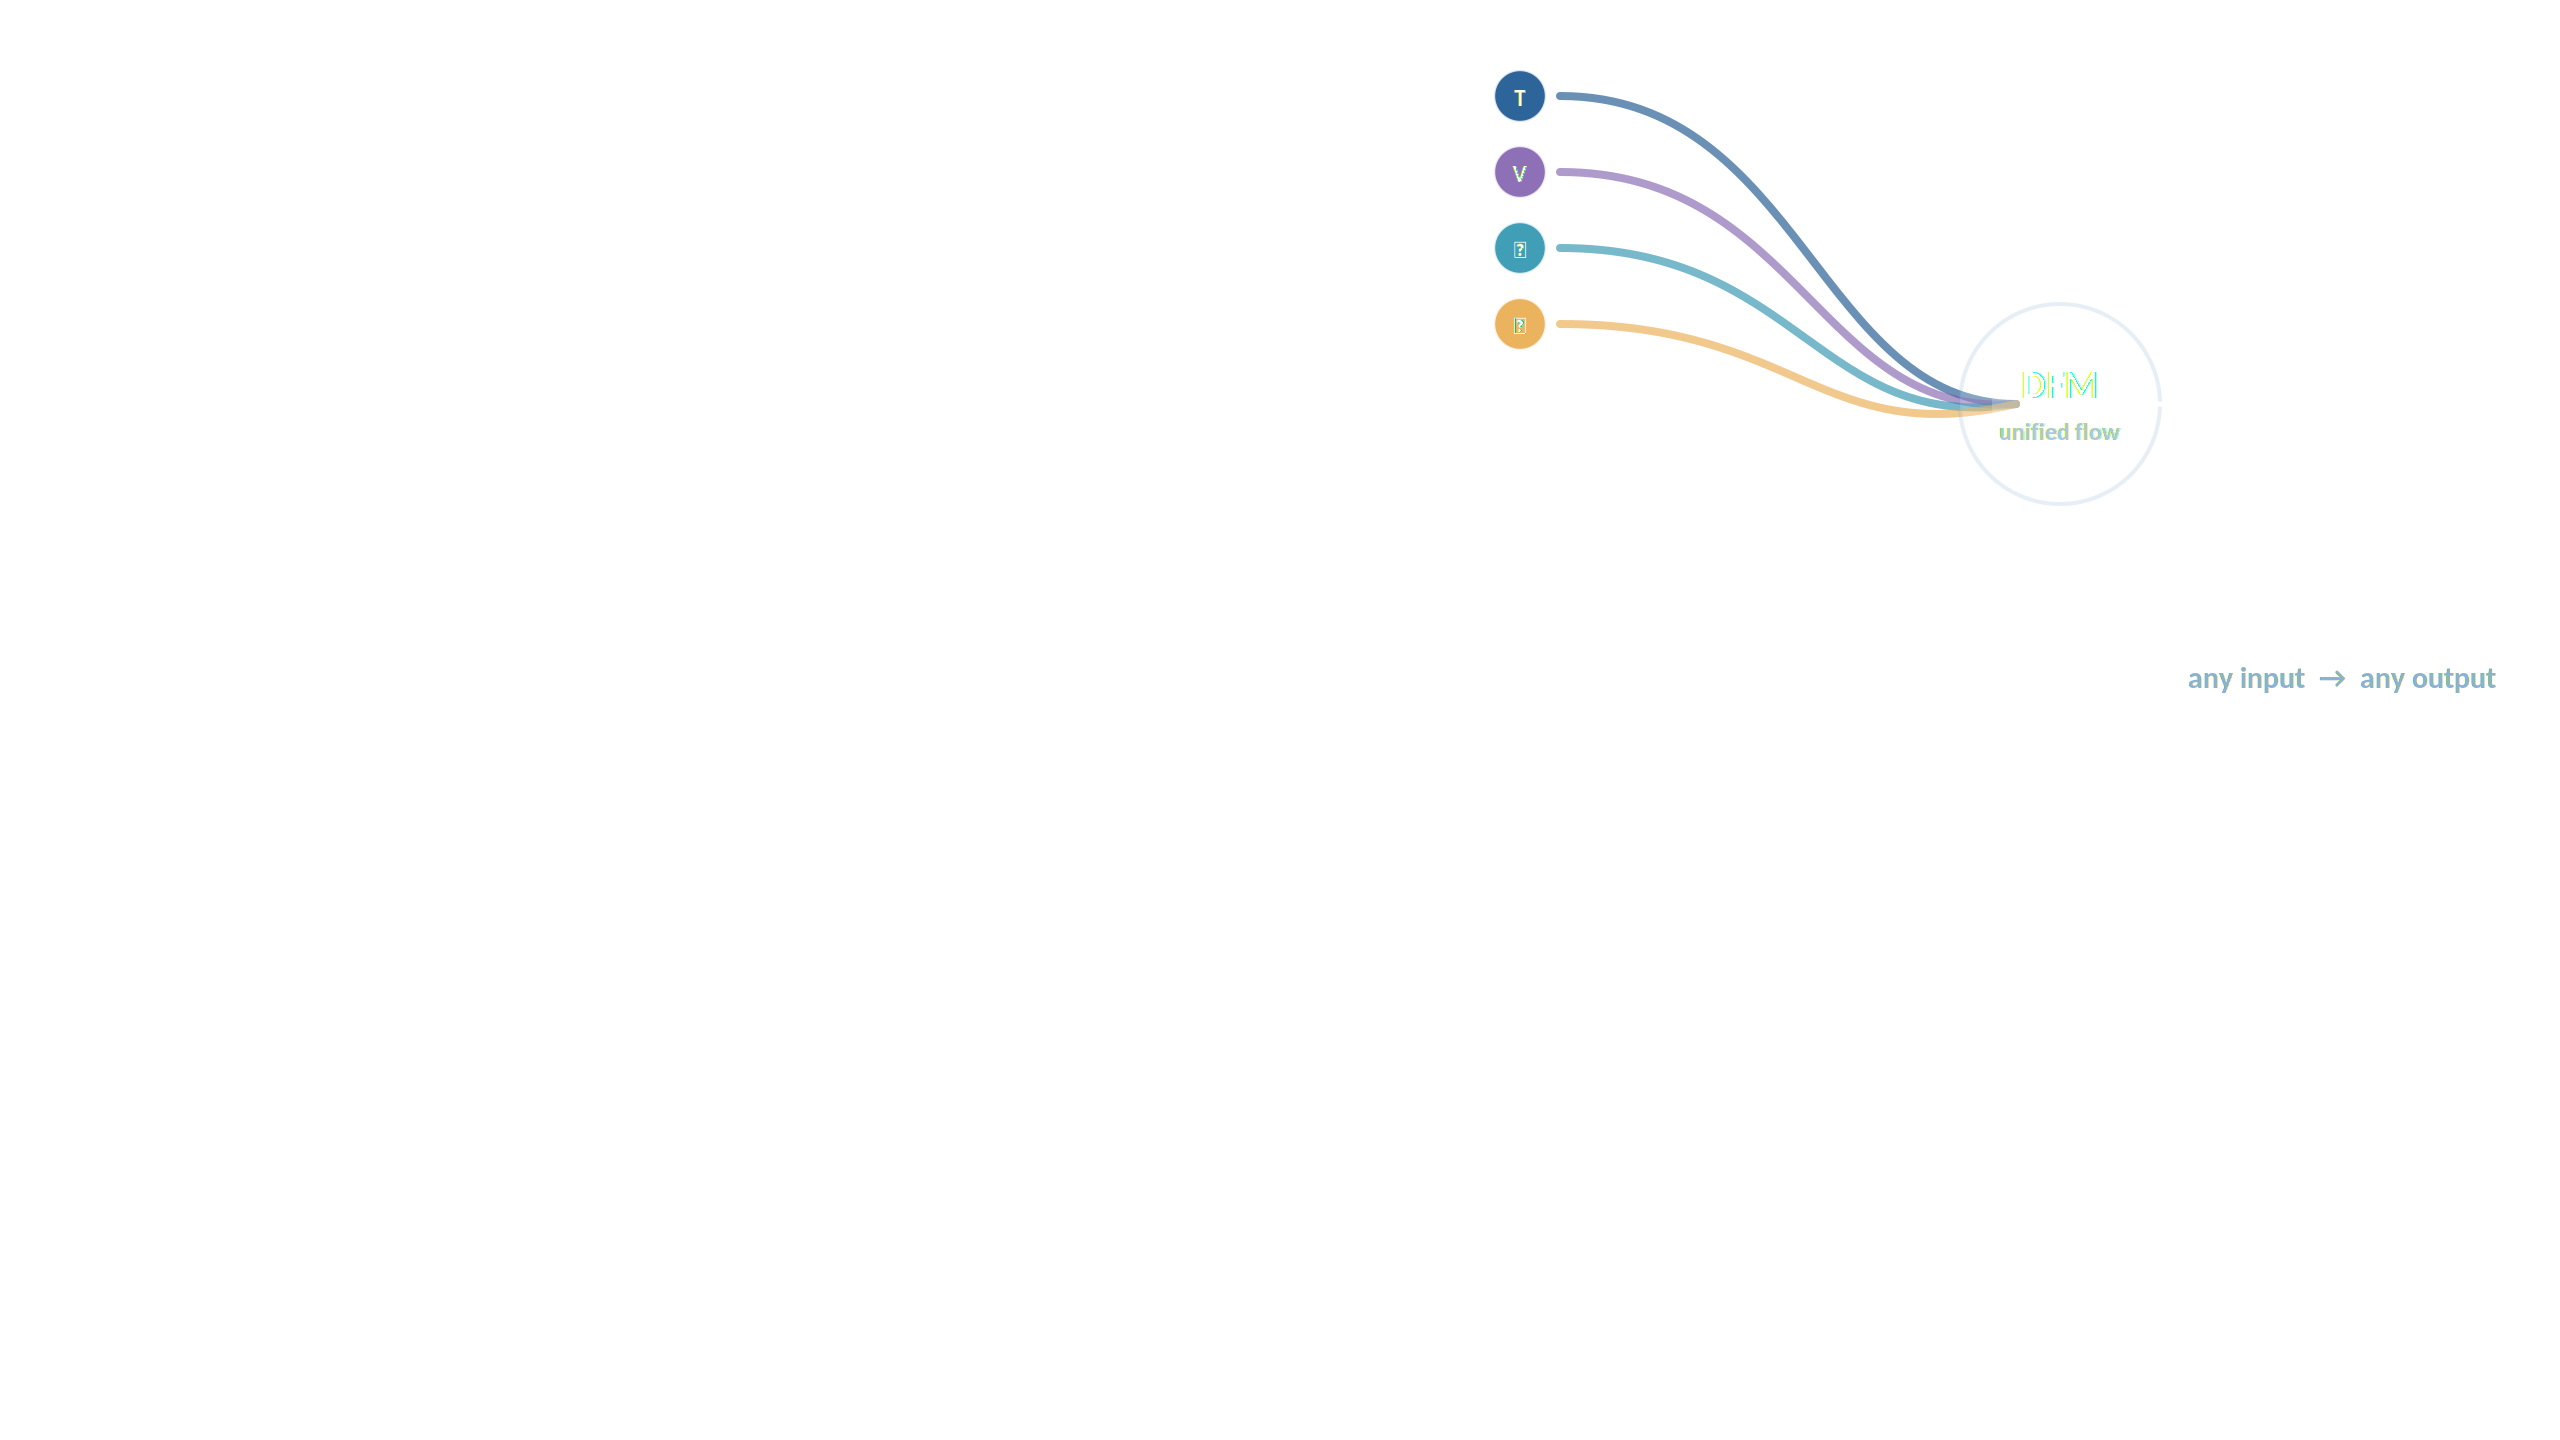 T
V
DFM
unified flow
any input → any output